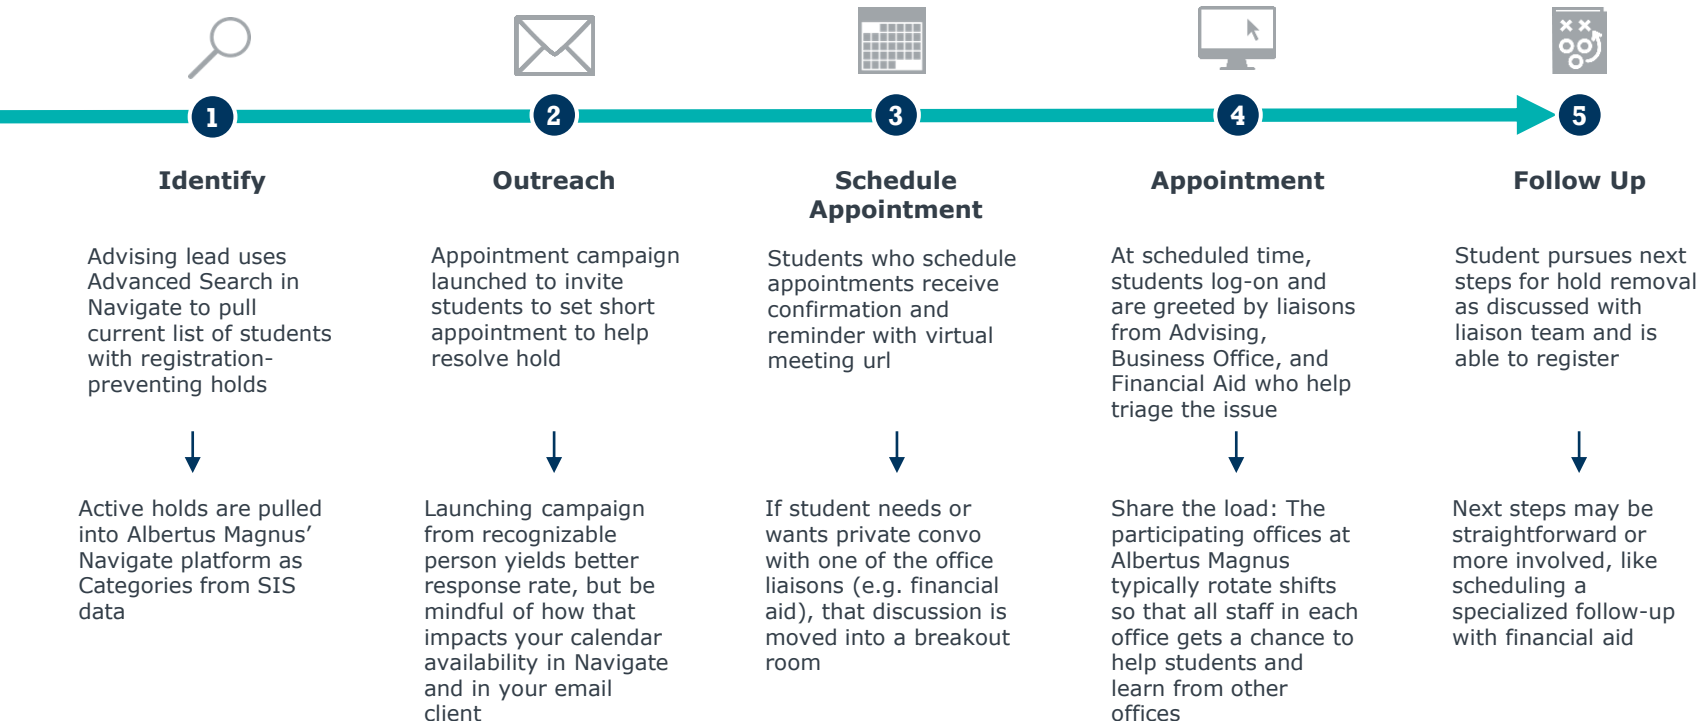 1
2
3
4
5
Identify
Advising lead uses
Advanced Search in
Navigate to pull
current list of students
with registration-
preventing holds
Active holds are pulled
into Albertus Magnus’
Navigate platform as
Categories from SIS
data
Outreach
Appointment campaign
launched to invite
students to set short
appointment to help
resolve hold
Launching campaign
from recognizable
person yields better
response rate, but be
mindful of how that
impacts your calendar
availability in Navigate
and in your email
client
Schedule
Appointment
Students who schedule
appointments receive
confirmation and
reminder with virtual
meeting url
If student needs or
wants private convo
with one of the office
liaisons (e.g. financial
aid), that discussion is
moved into a breakout
room
Appointment
At scheduled time,
students log-on and
are greeted by liaisons
from Advising,
Business Office, and
Financial Aid who help
triage the issue
Share the load: The
participating offices at
Albertus Magnus
typically rotate shifts
so that all staff in each
office gets a chance to
help students and
learn from other
offices
Follow Up
Student pursues next
steps for hold removal
as discussed with
liaison team and is
able to register
Next steps may be
straightforward or
more involved, like
scheduling a
specialized follow-up
with financial aid